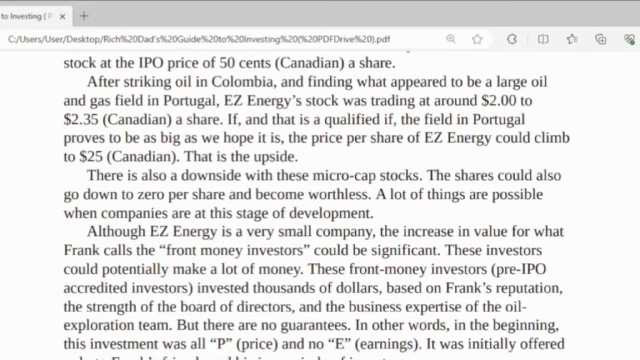 to Investing ( P
C:/Users/User/Desktop/Rich%20Dad's%20Guide%20to%20Investing%20(%20PDFDrive%20).pdf
stock at the IPO price of 50 cents (Canadian) a share.
After striking oil in Colombia, and finding what appeared to be a large oil
and gas field in Portugal, EZ Energy's stock was trading at around $2.00 to
$2.35 (Canadian) a share. If, and that is a qualified if, the field in Portugal
proves to be as big as we hope it is, the price per share of EZ Energy could climb
to $25 (Canadian). That is the upside.
There is also a downside with these micro-cap stocks. The shares could also
go down to zero per share and become worthless. A lot of things are possible
when companies are at this stage of development.
Although EZ Energy is a very small company, the increase in value for what
Frank calls the “front money investors” could be significant. These investors
could potentially make a lot of money. These front-money investors (pre-IPO
accredited investors) invested thousands of dollars, based on Frank's reputation,
the strength of the board of directors, and the business expertise of the oil-
exploration team. But there are no guarantees. In other words, in the beginning,
this investment was all “P” (price) and no “E” (earnings). It was initially offered